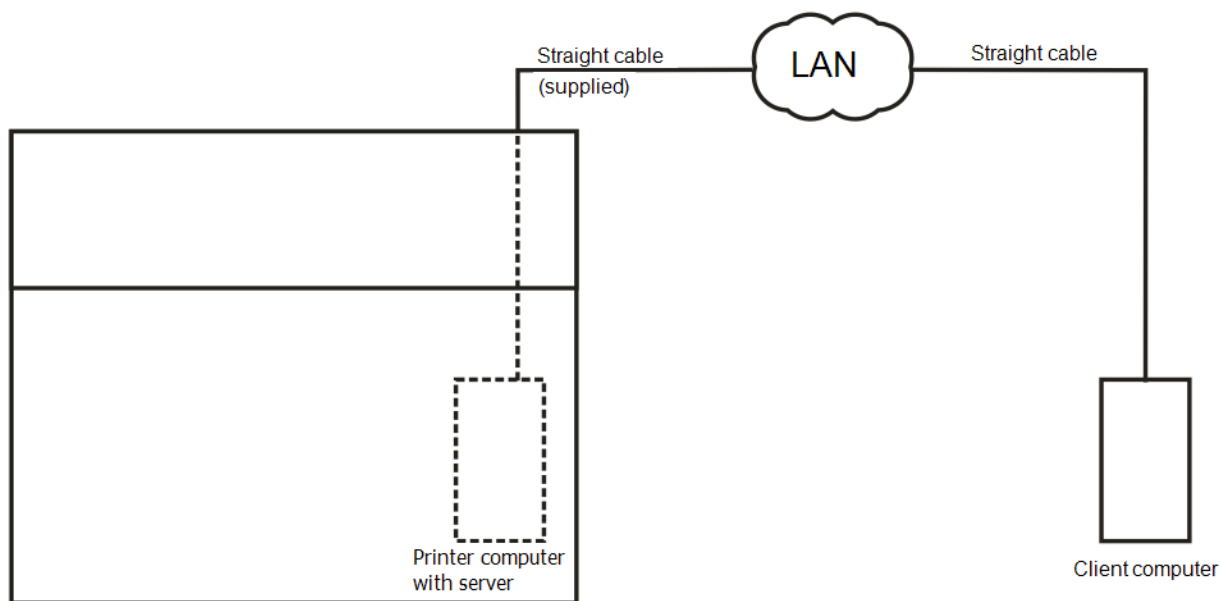 Straight cable
(supplied)
LAN
Straight cable
Printer computer
with server
Client computer